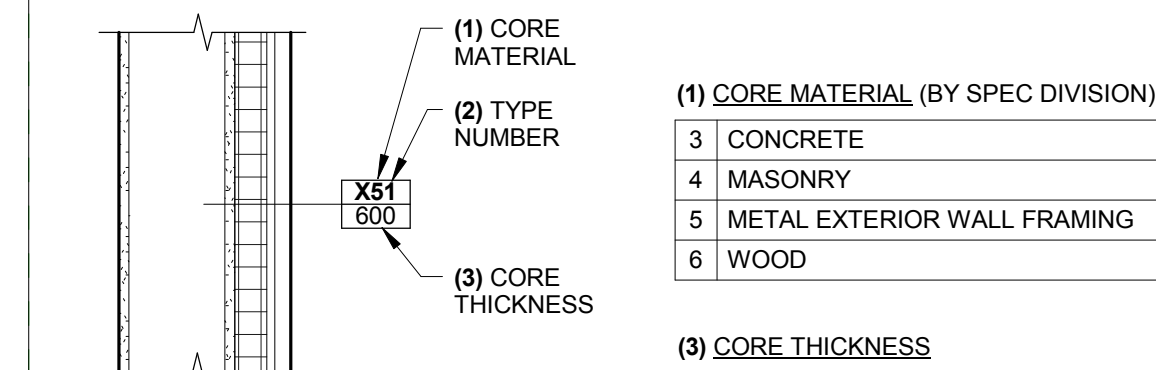 (1) CORE
MATERIAL
(2) TYPE
NUMBER
X51
600
(3) CORE
THICKNESS
(1) CORE MATERIAL (BY SPEC DIVISION)
3 CONCRETE
4 MASONRY
5 METAL EXTERIOR WALL FRAMING
6 WOOD
(3) CORE THICKNESS